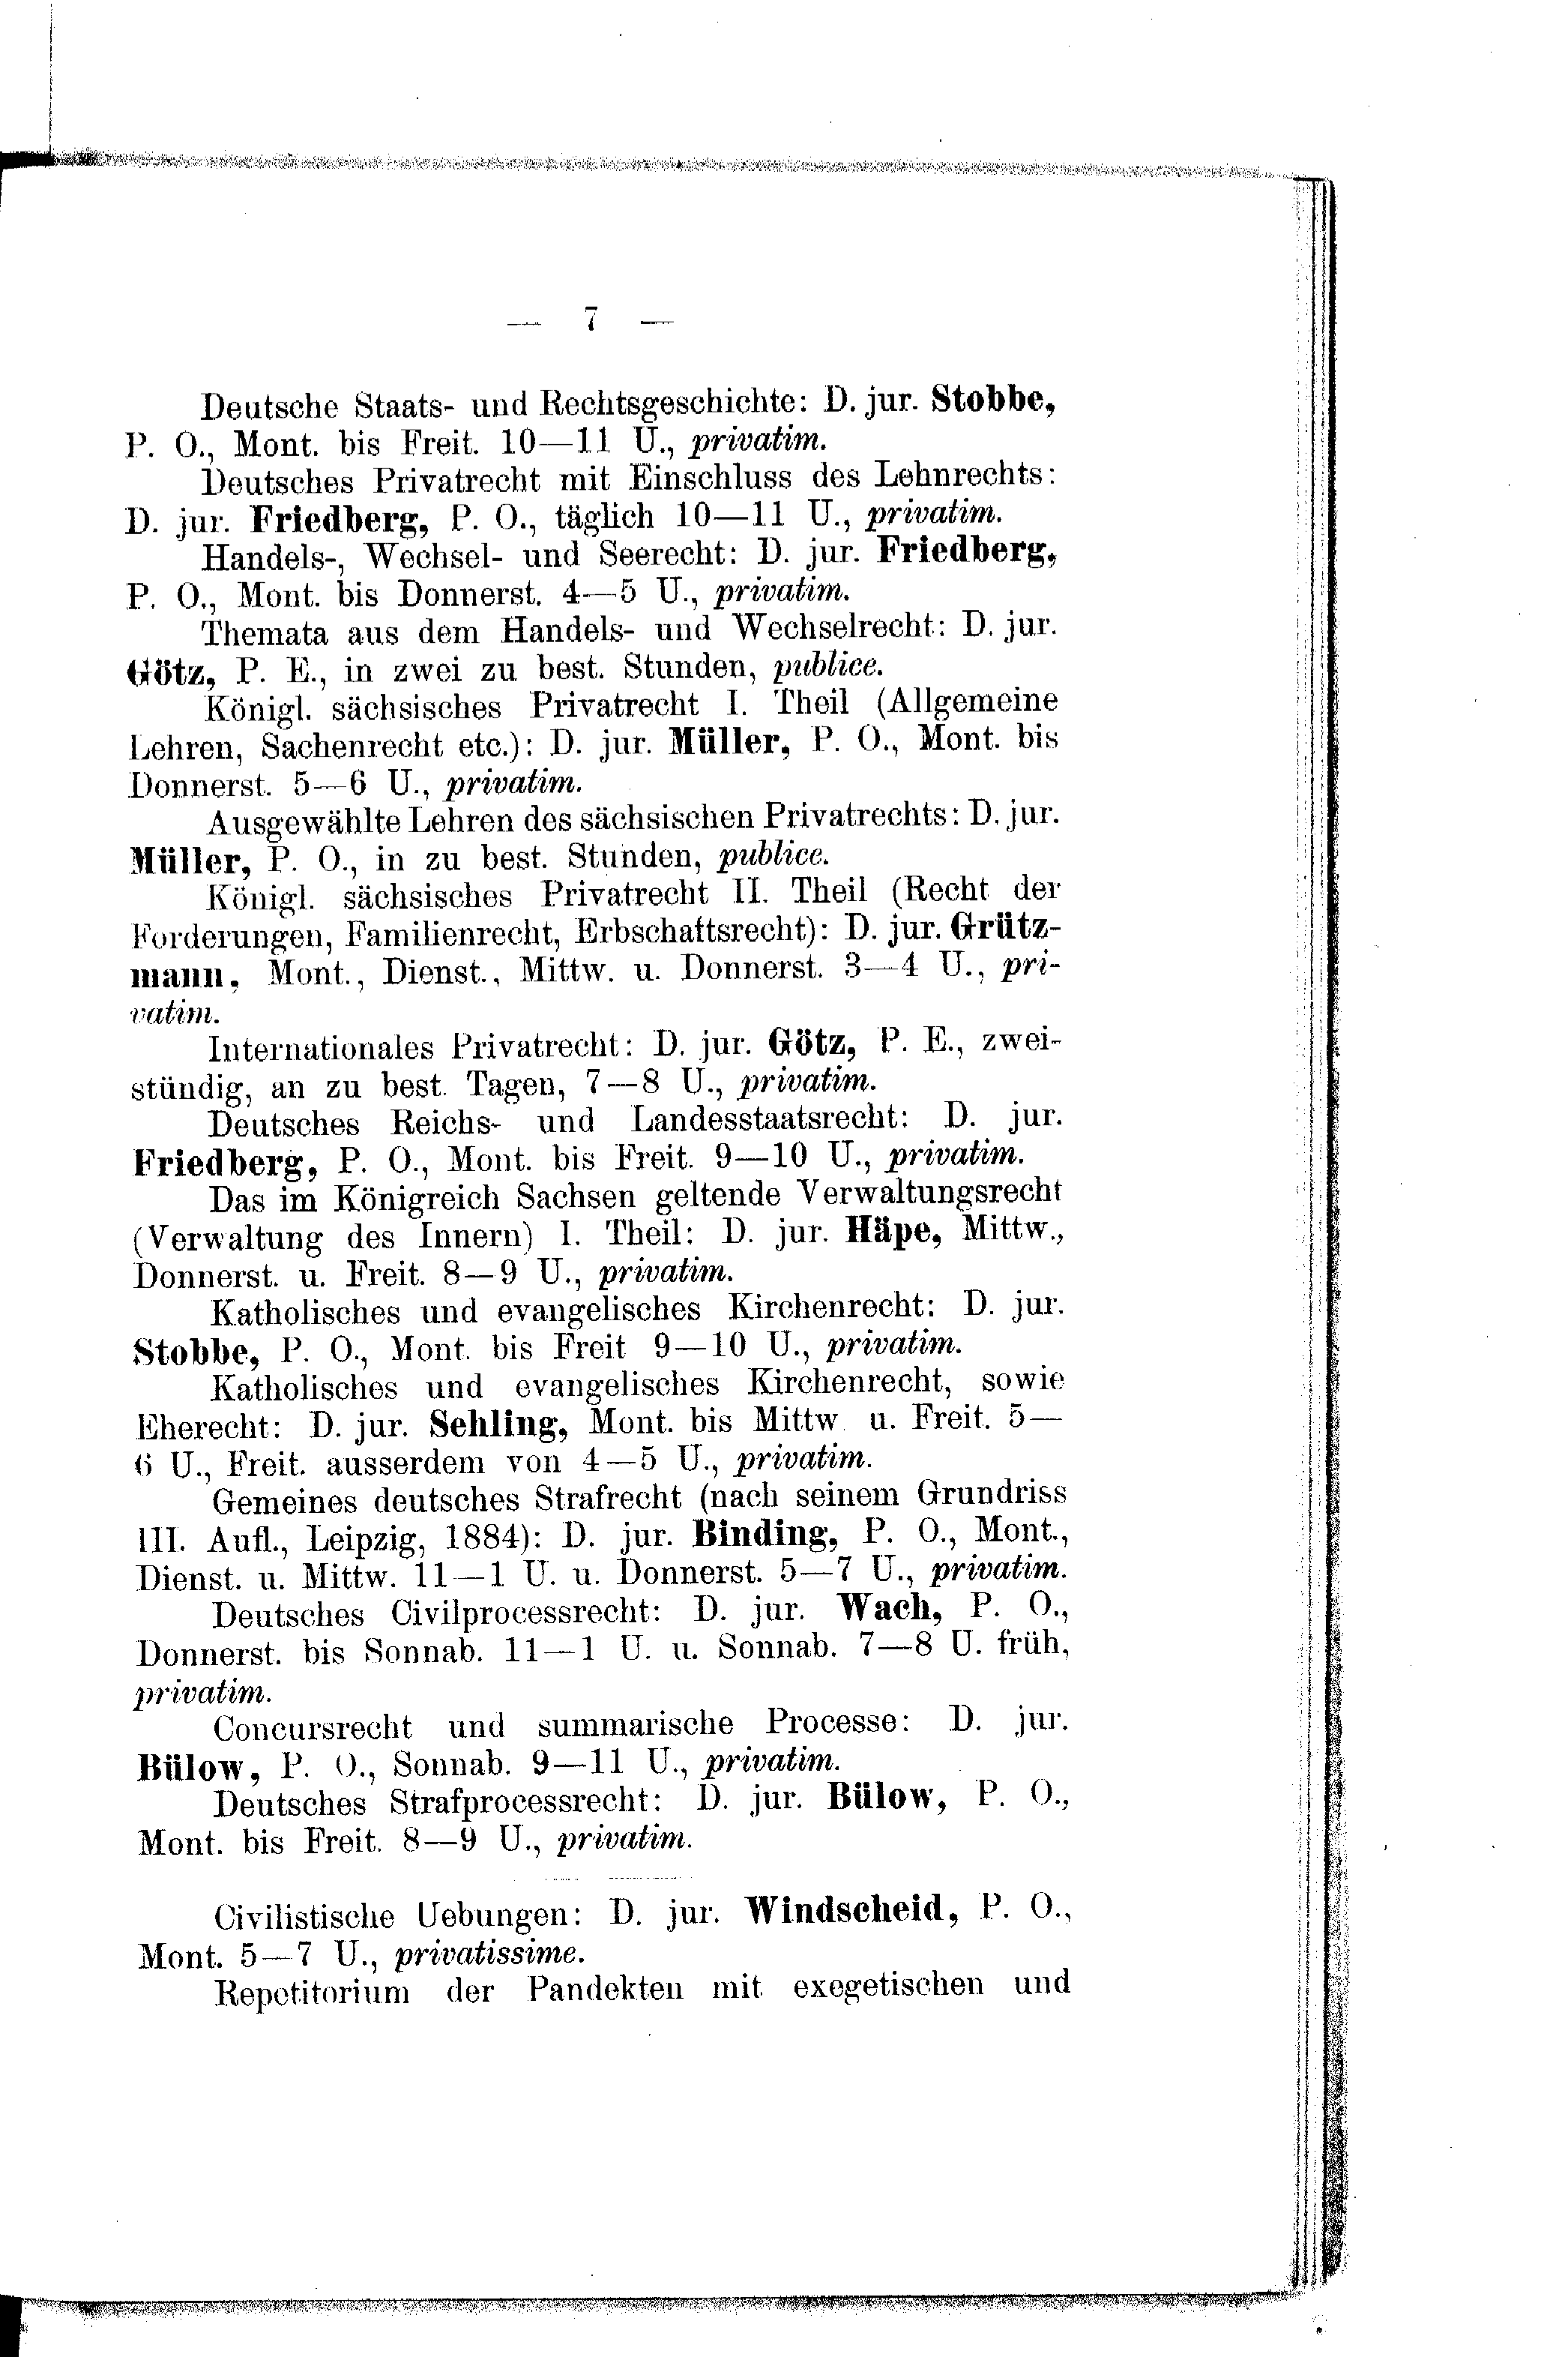 — 7 —
Deutsche Staats- und Rechtsgeschichte: D. jur. Stobbe,
P. O., Mont. bis Freit. 10—11 U., privatim.
Deutsches Privatrecht mit Einschluss des Lehnrechts:
D. jur. Friedberg, P. O., täglich 10—11 U., privatim.
Handels-, Wechsel- und Seerecht: D. jur. Friedberg,
P. O., Mont. bis Donnerst. 4—5 U., privatim.
Themata aus dem Handels- und Wechselrecht: D. jur.
Götz, P. E., in zwei zu best. Stunden, publice.
Königl. sächsisches Privatrecht I. Theil (Allgemeine
Lehren, Sachenrecht etc.): D. jur. Müller, P. O., Mont. bis
Donnerst. 5—6 U., privatim.
Ausgewählte Lehren des sächsischen Privatrechts: D. jur.
Müller, P. O., in zu best. Stunden, publice.
Königl. sächsisches Privatrecht II. Theil (Recht der
Forderungen, Familienrecht, Erbschaftsrecht): D. jur. Grütz-
mann, Mont., Dienst., Mittw. u. Donnerst. 3—4 U., pri-
vatim.
Internationales Privatrecht: D. jur. Götz, P. E., zwei-
stündig, an zu best. Tagen, 7—8 U., privatim.
Deutsches Reichs- und Landesstaatsrecht: D. jur.
Friedberg, P. O., Mont. bis Freit. 9—10 U., privatim.
Das im Königreich Sachsen geltende Verwaltungsrecht
(Verwaltung des Innern) I. Theil: D. jur. Häpe, Mittw.,
Donnerst. u. Freit. 8—9 U., privatim.
Katholisches und evangelisches Kirchenrecht: D. jur.
Stobbe, P. O., Mont. bis Freit 9—10 U., privatim.
Katholisches und evangelisches Kirchenrecht, sowie
Eherecht: D. jur. Sehling, Mont. bis Mittw. u. Freit. 5—
6 U., Freit. ausserdem von 4—5 U., privatim.
Gemeines deutsches Strafrecht (nach seinem Grundriss
III. Aufl., Leipzig, 1884): D. jur. Binding, P. O., Mont.,
Dienst. u. Mittw. 11—1 U. u. Donnerst. 5—7 U., privatim.
Deutsches Civilprocessrecht: D. jur. Wach, P. O.,
Donnerst. bis Sonnab. 11—1 U. u. Sonnab. 7—8 U. früh,
privatim.
Concursrecht und summarische Processe: D. jur.
Bülow, P. O., Sonnab. 9—11 U., privatim.
Deutsches Strafprocessrecht: D. jur. Bülow, P. O.,
Mont. bis Freit. 8—9 U., privatim.
Civilistische Uebungen: D. jur. Windscheid, P. O.,
Mont. 5—7 U., privatissime.
Repetitorium der Pandekten mit exegetischen und